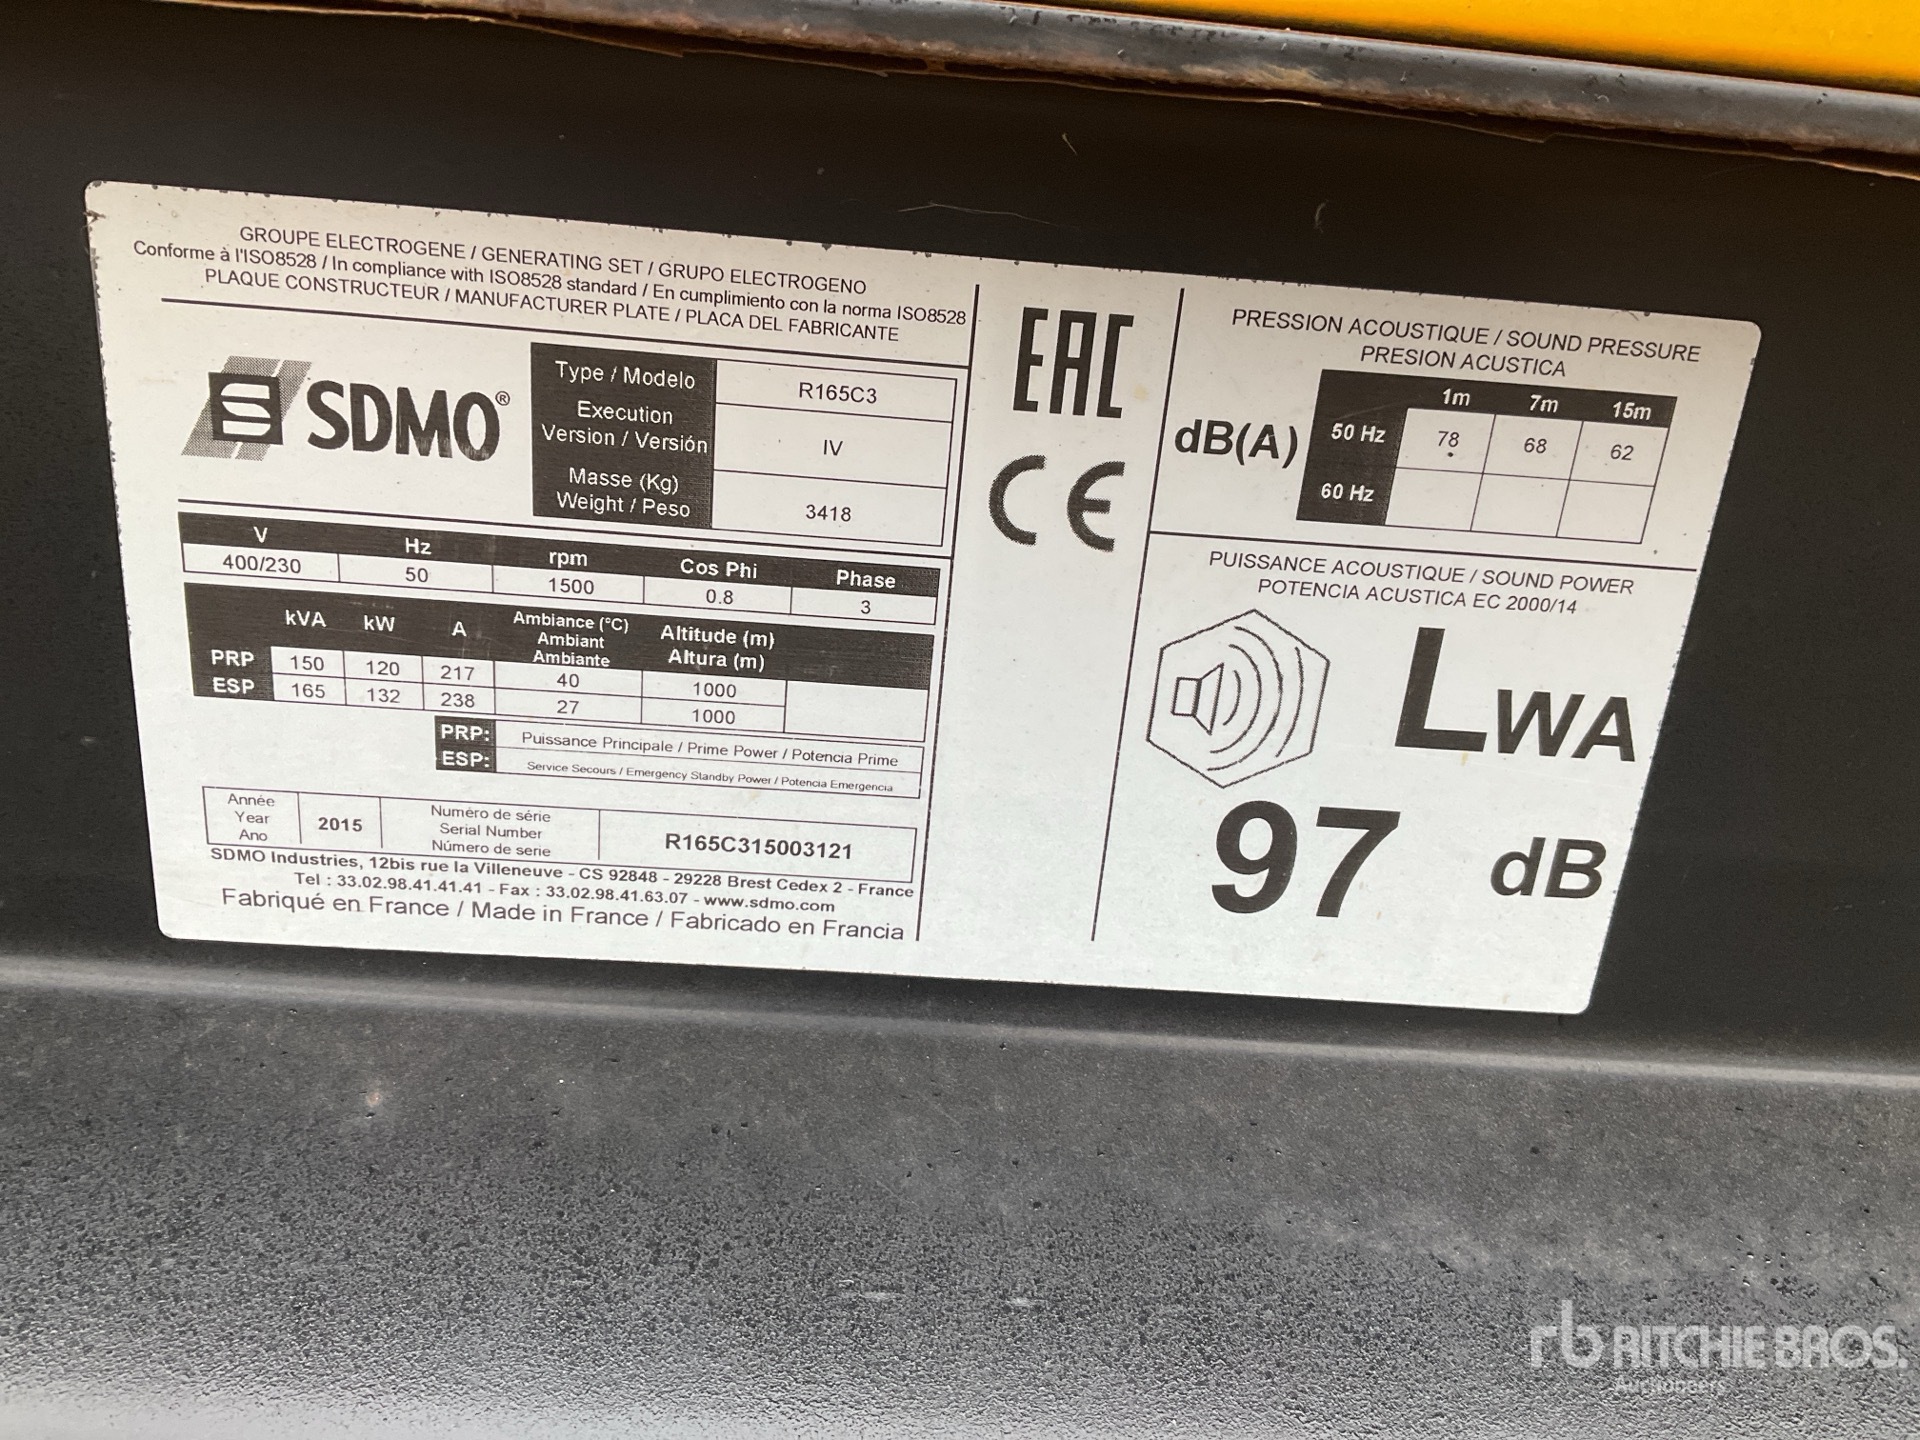 GROUPE ELECTROGENE / GENERATING SET / GRUPO ELECTROGENO
Conforme à l'ISO8528 / In compliance with ISO8528 standard / En cumplimiento con la norma ISO8528
PLAQUE CONSTRUCTEUR / MANUFACTURER PLATE / PLACA DEL FABRICANTE
SDMO®
Type / Modelo R165C3
Execution
Version / Versión IV
Masse (Kg)
Weight / Peso 3418
V Hz rpm Cos Phi Phase
400/230 50 1500 0.8 3
kVA kW A Ambiance (°C)
Ambiant
Ambiante
Altitude (m)
Altura (m)
PRP 150 120 217 40 1000
ESP 165 132 238 27 1000
PRP: Puissance Principale / Prime Power / Potencia Prime
ESP: Service Secours / Emergency Standby Power / Potencia Emergencia
Année
Year
Ano
2015
Numéro de série
Serial Number
Número de serie
R165C315003121
SDMO Industries, 12bis rue la Villeneuve - CS 92848 - 29228 Brest Cedex 2 - France
Tel : 33.02.98.41.41.41 - Fax : 33.02.98.41.63.07 - www.sdmo.com
Fabriqué en France / Made in France / Fabricado en Francia
EAC
CE
PRESSION ACOUSTIQUE / SOUND PRESSURE
PRESION ACUSTICA
1m 7m 15m
dB(A) 50 Hz 78 68 62
60 Hz
PUISSANCE ACOUSTIQUE / SOUND POWER
POTENCIA ACUSTICA EC 2000/14
LWA
97 dB
rb RITCHIE BROS.
Auctioneers